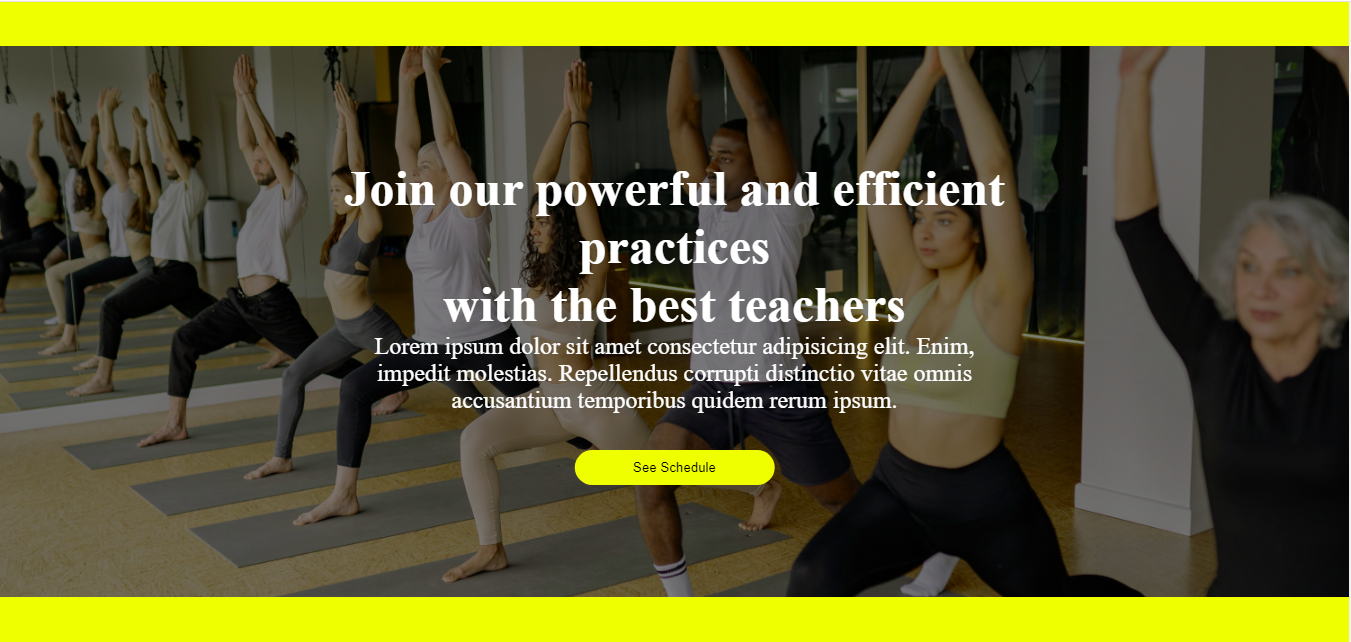 Join our powerful and efficient
practices
with the best teachers
Lorem ipsum dolor sit amet consectetur adipisicing elit. Enim,
impedit molestias. Repellendus corrupti distinctio vitae omnis
accusantium temporibus quidem rerum ipsum.
See Schedule